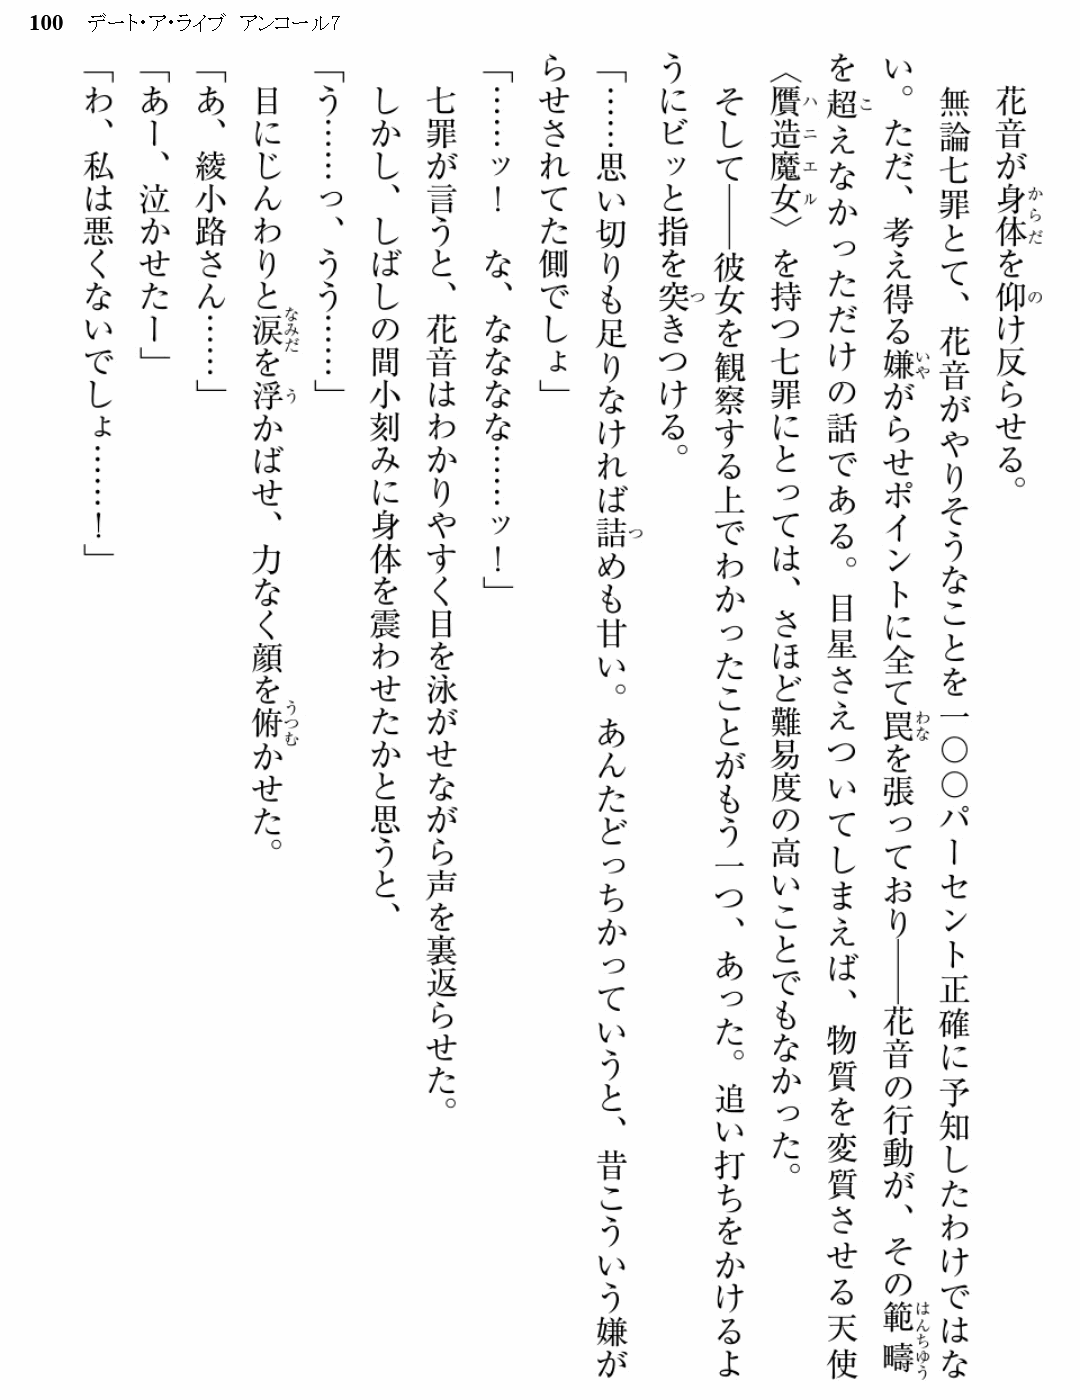 100 デート・ア・ライブ アンコール7
花音が身体を仰け反らせる。
無論七罪とて、花音がやりそうなことを一〇〇パーセント正確に予知したわけではな
い。ただ、考え得る嫌がらせポイントに全て罠を張っており――花音の行動が、その範疇
を超えなかっただけの話である。目星さえついてしまえば、物質を変質させる天使
〈贋造魔女〉を持つ七罪にとっては、さほど難易度の高いことでもなかった。
そして――彼女を観察する上でわかったことがもう一つ、あった。追い打ちをかけるよ
うにビッと指を突きつける。
「……思い切りも足りなければ詰めも甘い。あんたどっちかっていうと、昔こういう嫌が
らせされてた側でしょ」
「……ッ！　な、なななな……ッ！」
七罪が言うと、花音はわかりやすく目を泳がせながら声を裏返らせた。
しかし、しばしの間小刻みに身体を震わせたかと思うと、
「う……っ、うう……」
目にじんわりと涙を浮かばせ、力なく顔を俯かせた。
「あ、綾小路さん……」
「あー、泣かせたー」
「わ、私は悪くないでしょ……！」